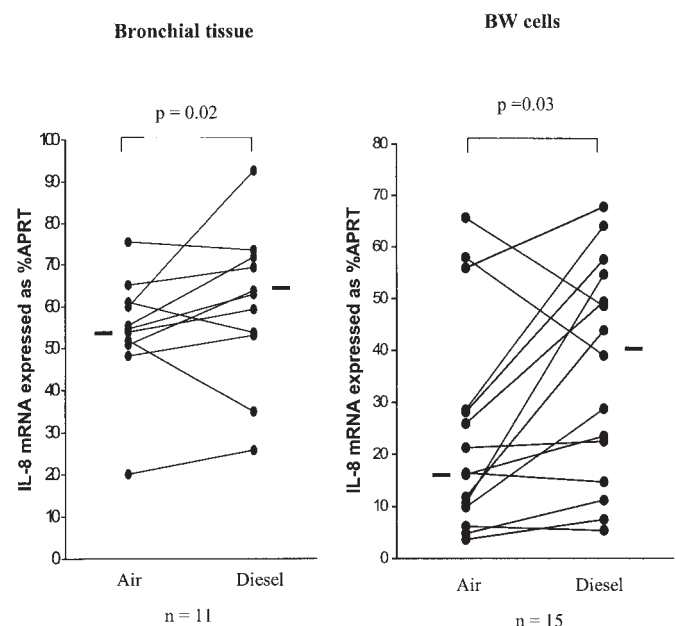 Bronchial tissue
p = 0.02
IL-8 mRNA expressed as %APRT
100
90
80
70
60
50
40
30
20
10
0
Air
Diesel
n = 11
BW cells
p =0.03
IL-8 mRNA expressed as %APRT
80
70
60
50
40
30
20
10
0
Air
Diesel
n = 15